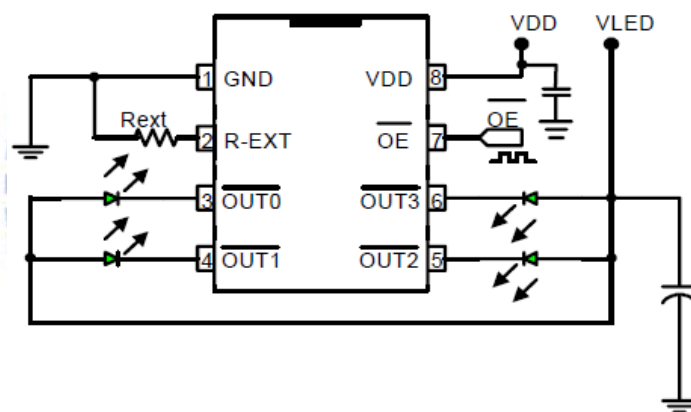 VDD VLED
1 GND VDD 8
Rext 2 R-EXT OE 7 OE
3 OUT0 OUT3 6
4 OUT1 OUT2 5